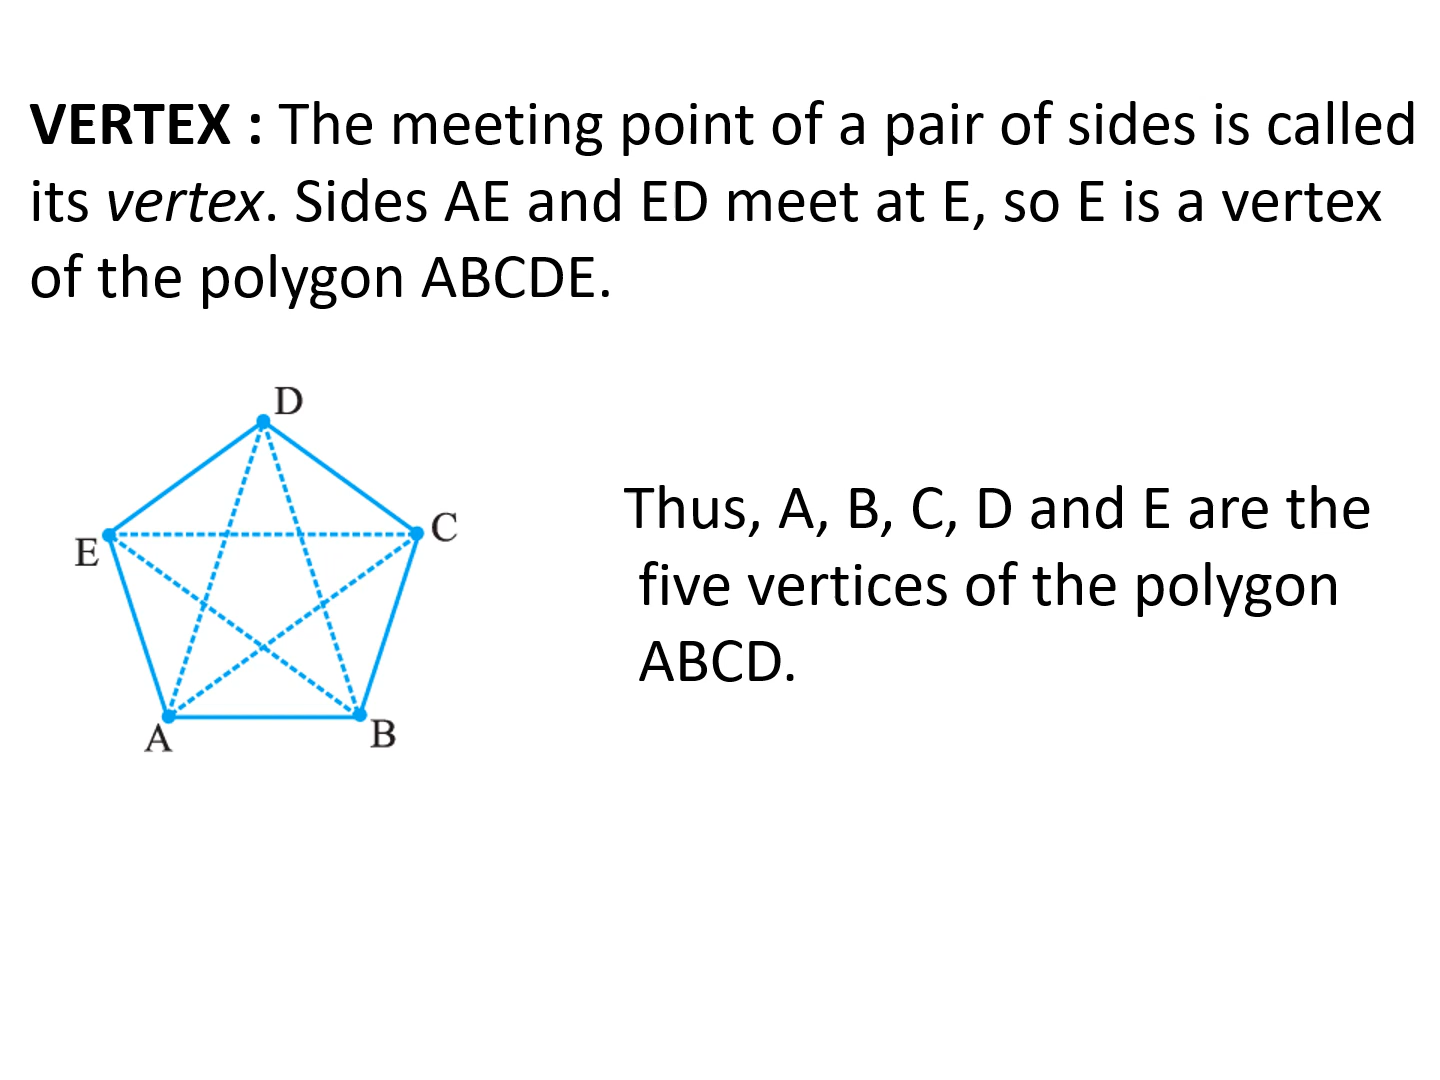 VERTEX : The meeting point of a pair of sides is called
its vertex. Sides AE and ED meet at E, so E is a vertex
of the polygon ABCDE.
D
C
E
A
B
Thus, A, B, C, D and E are the
five vertices of the polygon
ABCD.